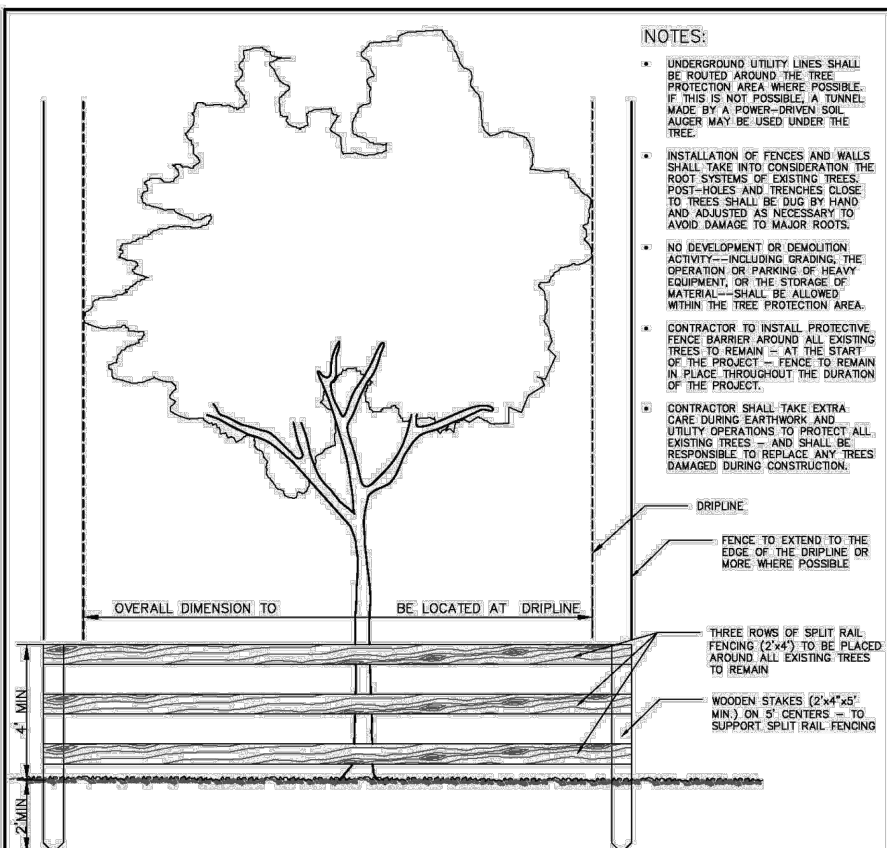 NOTES:
• UNDERGROUND UTILITY LINES SHALL
BE ROUTED AROUND THE TREE
PROTECTION AREA WHERE POSSIBLE.
IF THIS IS NOT POSSIBLE, A TUNNEL
MADE BY A POWER-DRIVEN SOIL
AUGER MAY BE USED UNDER THE
TREE.
• INSTALLATION OF FENCES AND WALLS
SHALL TAKE INTO CONSIDERATION THE
ROOT SYSTEMS OF EXISTING TREES.
POST-HOLES AND TRENCHES CLOSE
TO TREES SHALL BE DUG BY HAND
AND ADJUSTED AS NECESSARY TO
AVOID DAMAGE TO MAJOR ROOTS.
• NO DEVELOPMENT OR DEMOLITION
ACTIVITY--INCLUDING GRADING, THE
OPERATION OR PARKING OF HEAVY
EQUIPMENT, OR THE STORAGE OF
MATERIAL--SHALL BE ALLOWED
WITHIN THE TREE PROTECTION AREA.
• CONTRACTOR TO INSTALL PROTECTIVE
FENCE BARRIER AROUND ALL EXISTING
TREES TO REMAIN - AT THE START
OF THE PROJECT - FENCE TO REMAIN
IN PLACE THROUGHOUT THE DURATION
OF THE PROJECT.
• CONTRACTOR SHALL TAKE EXTRA
CARE DURING EARTHWORK AND
UTILITY OPERATIONS TO PROTECT ALL
EXISTING TREES - AND SHALL BE
RESPONSIBLE TO REPLACE ANY TREES
DAMAGED DURING CONSTRUCTION.
DRIPLINE
FENCE TO EXTEND TO THE
EDGE OF THE DRIPLINE OR
MORE WHERE POSSIBLE
OVERALL DIMENSION TO BE LOCATED AT DRIPLINE
THREE ROWS OF SPLIT RAIL
FENCING (2'x4') TO BE PLACED
AROUND ALL EXISTING TREES
TO REMAIN
WOODEN STAKES (2'x4"x5'
MIN.) ON 5' CENTERS - TO
SUPPORT SPLIT RAIL FENCING
4' MIN
2'MIN